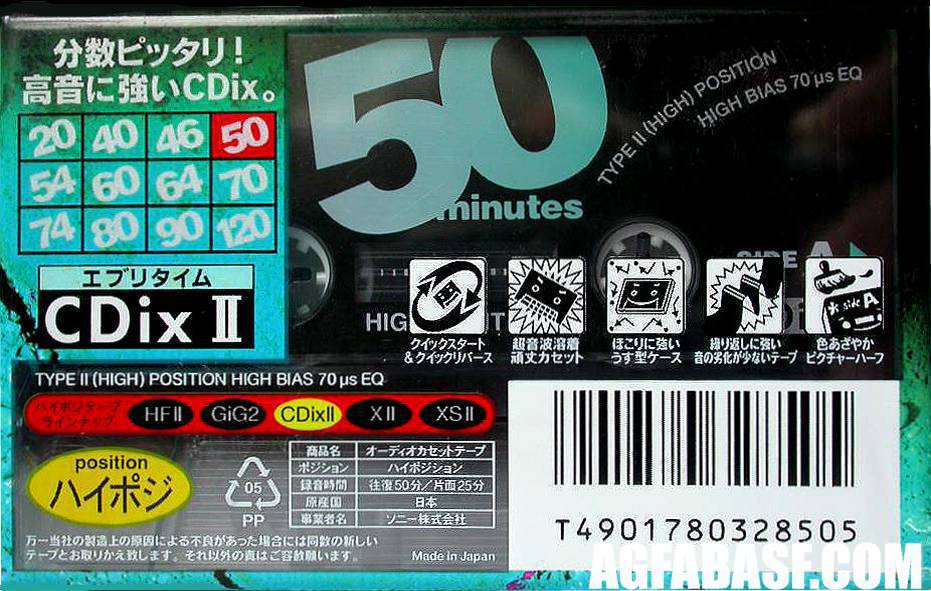 分数ピッタリ!
高音に強いCDix。
20 40 46 50
54 60 64 70
74 80 90 120
エブリタイム
CDix II
50
minutes
TYPE II (HIGH) POSITION
HIGH BIAS 70 µs EQ
SIDE A
HIG
クイックスタート
&クイックリバース
超音波溶着
頑丈カセット
ほこりに強い
うす型ケース
繰り返しに強い
音の劣化が少ないテープ
色あざやか
ピクチャーハーフ
TYPE II (HIGH) POSITION HIGH BIAS 70 µs EQ
ハイポジテープ
ラインナップ
HFII GiG2 CDixII XII XSII
position
ハイポジ
05
PP
商品名 オーディオカセットテープ
ポジション ハイポジション
録音時間 往復50分/片面25分
原産国 日本
事業者名 ソニー株式会社
万一当社の製造上の原因による不良があった場合には同数の新しい
テープとお取りかえ致します。それ以外の責はご容赦願います。
Made in Japan
T4901780328505
AGFABASF.COM